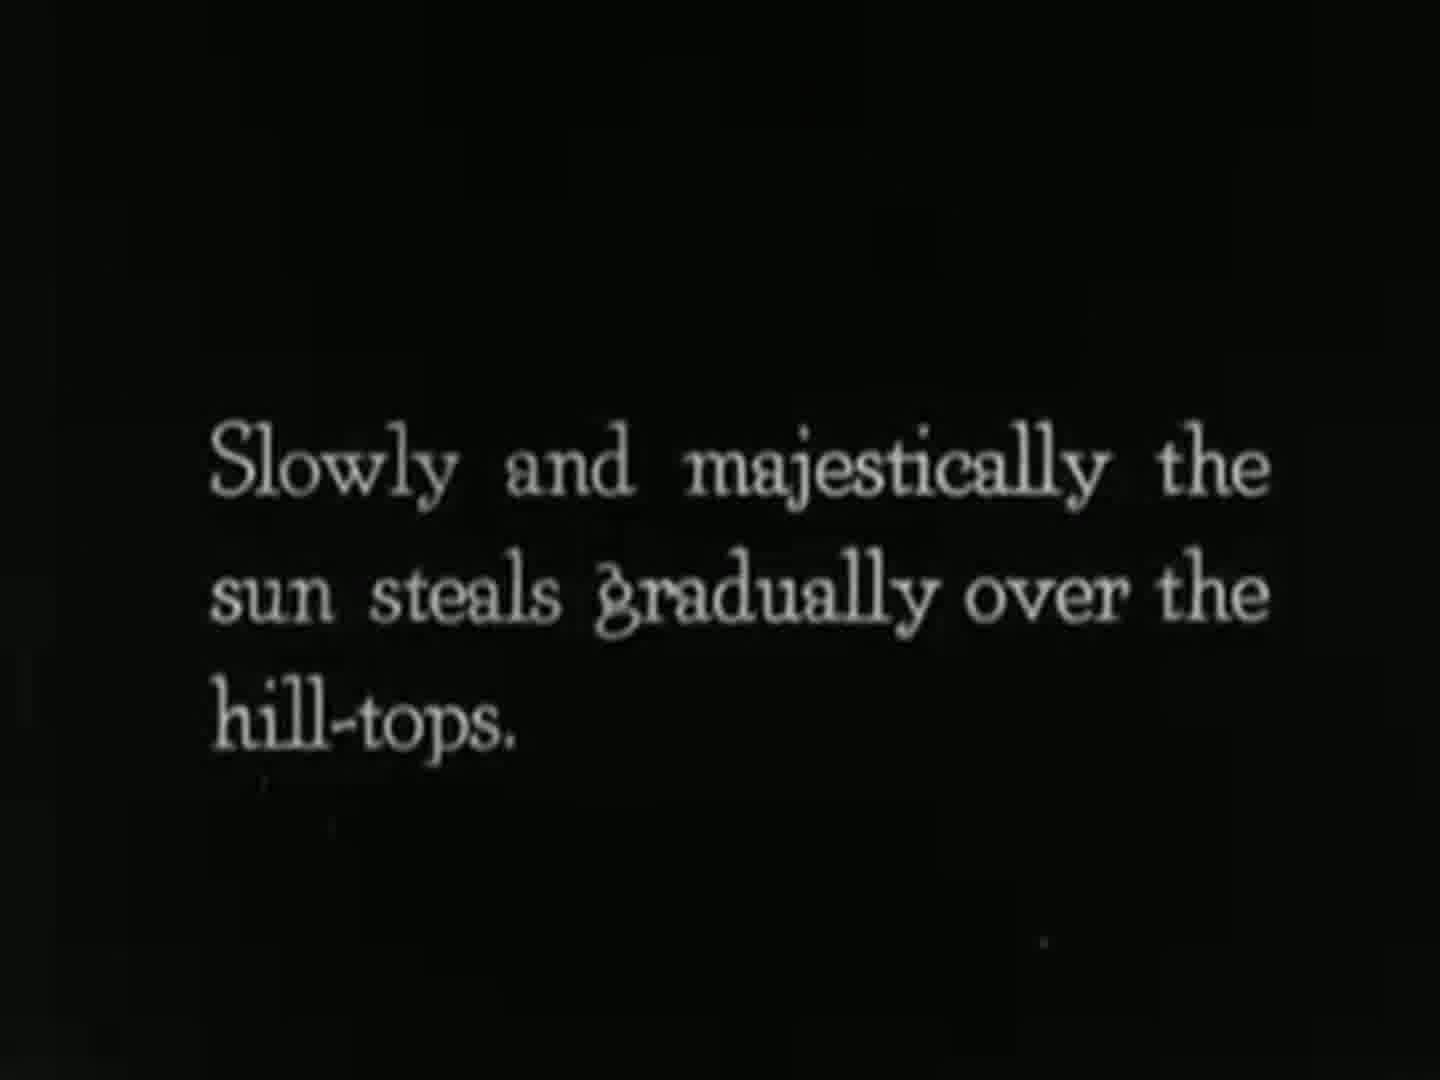 Slowly and majestically the
sun steals gradually over the
hill-tops.